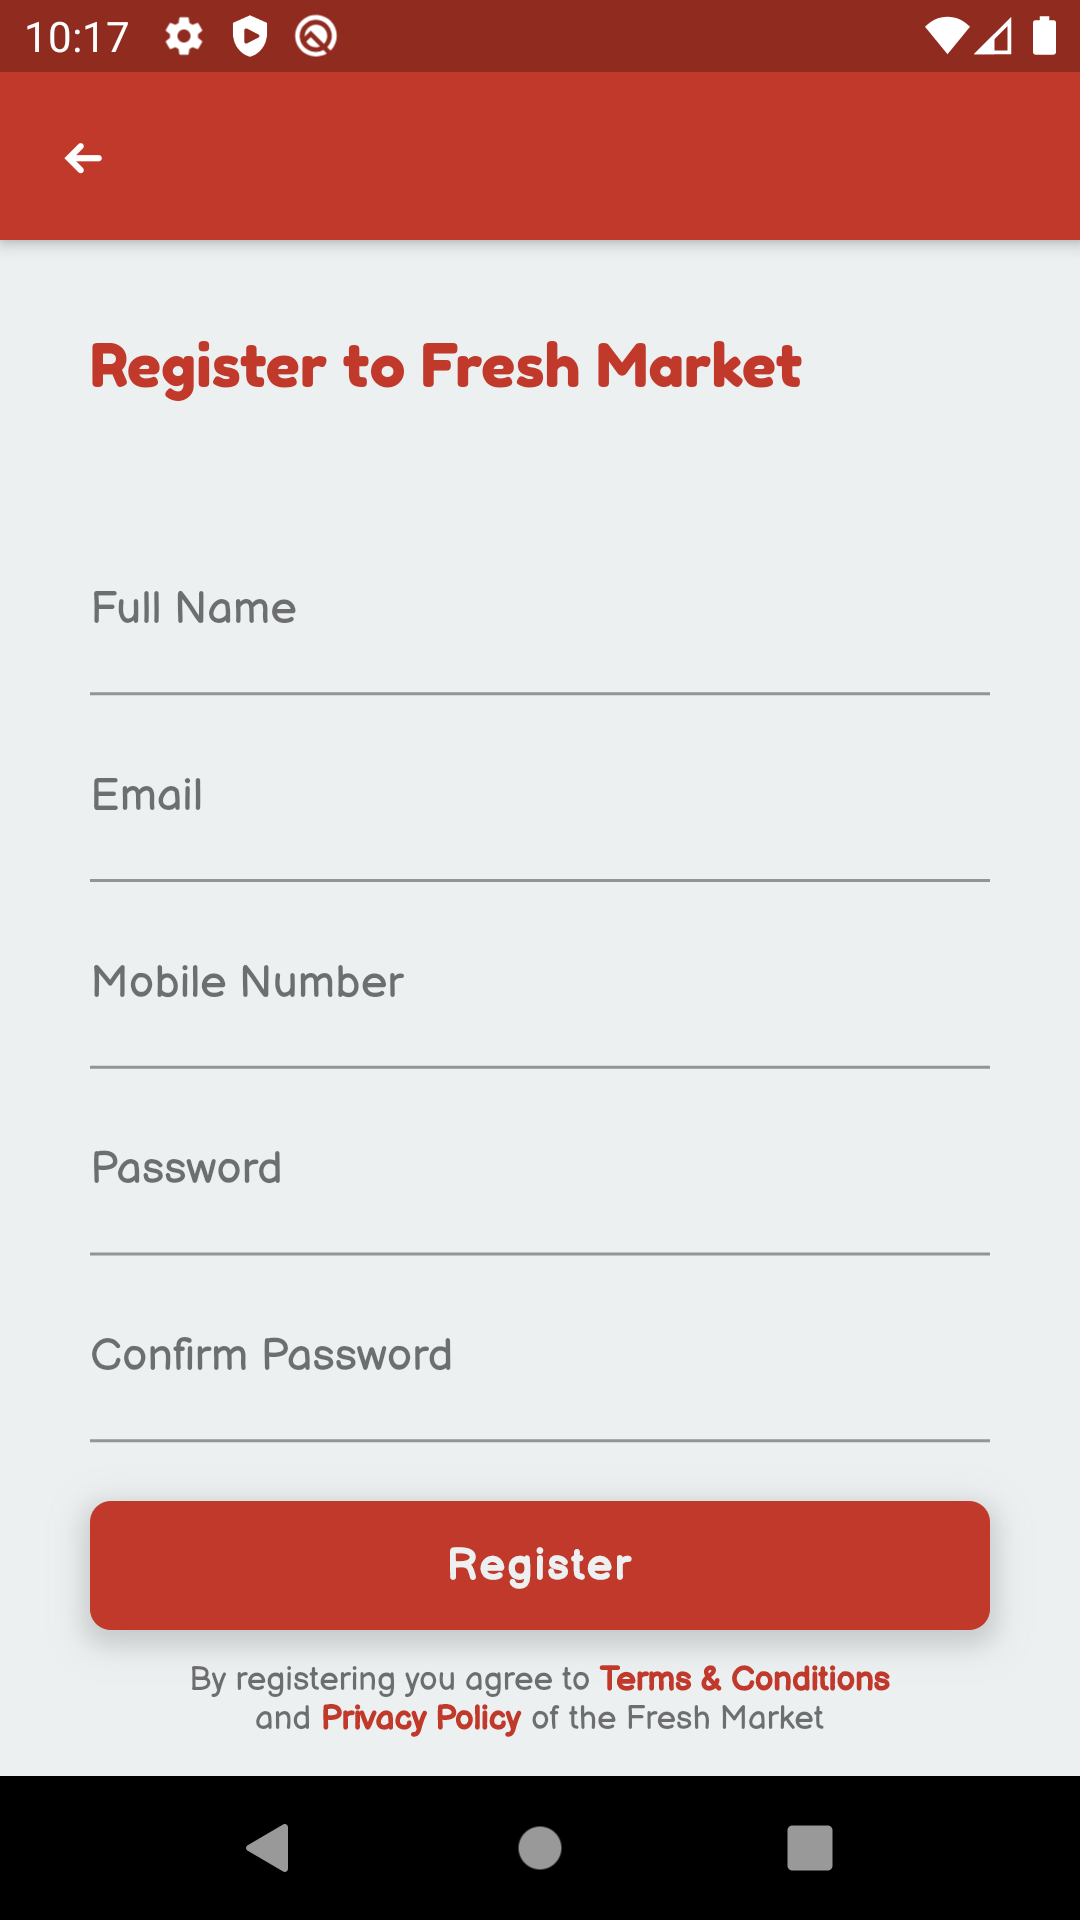 10:17
Register to Fresh Market
Full Name
Email
Mobile Number
Password
Confirm Password
Register
By registering you agree to Terms & Conditions
and Privacy Policy of the Fresh Market